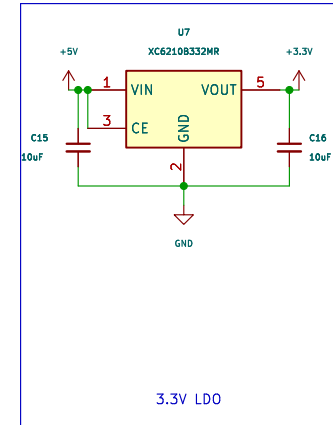 U7
XC6210B332MR
+5V
+3.3V
1
VIN
VOUT
5
3
CE
GND
2
C15
10uF
C16
10uF
GND
3.3V LDO